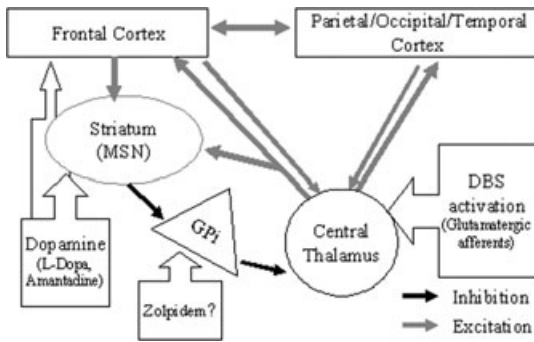 Frontal Cortex
Parietal/Occipital/Temporal
Cortex
Striatum
(MSN)
DBS
activation
(Glutamatergic
afferents)
GPi
Central
Thalamus
Dopamine
(L-Dopa,
Amantadine)
Zolpidem?
Inhibition
Excitation